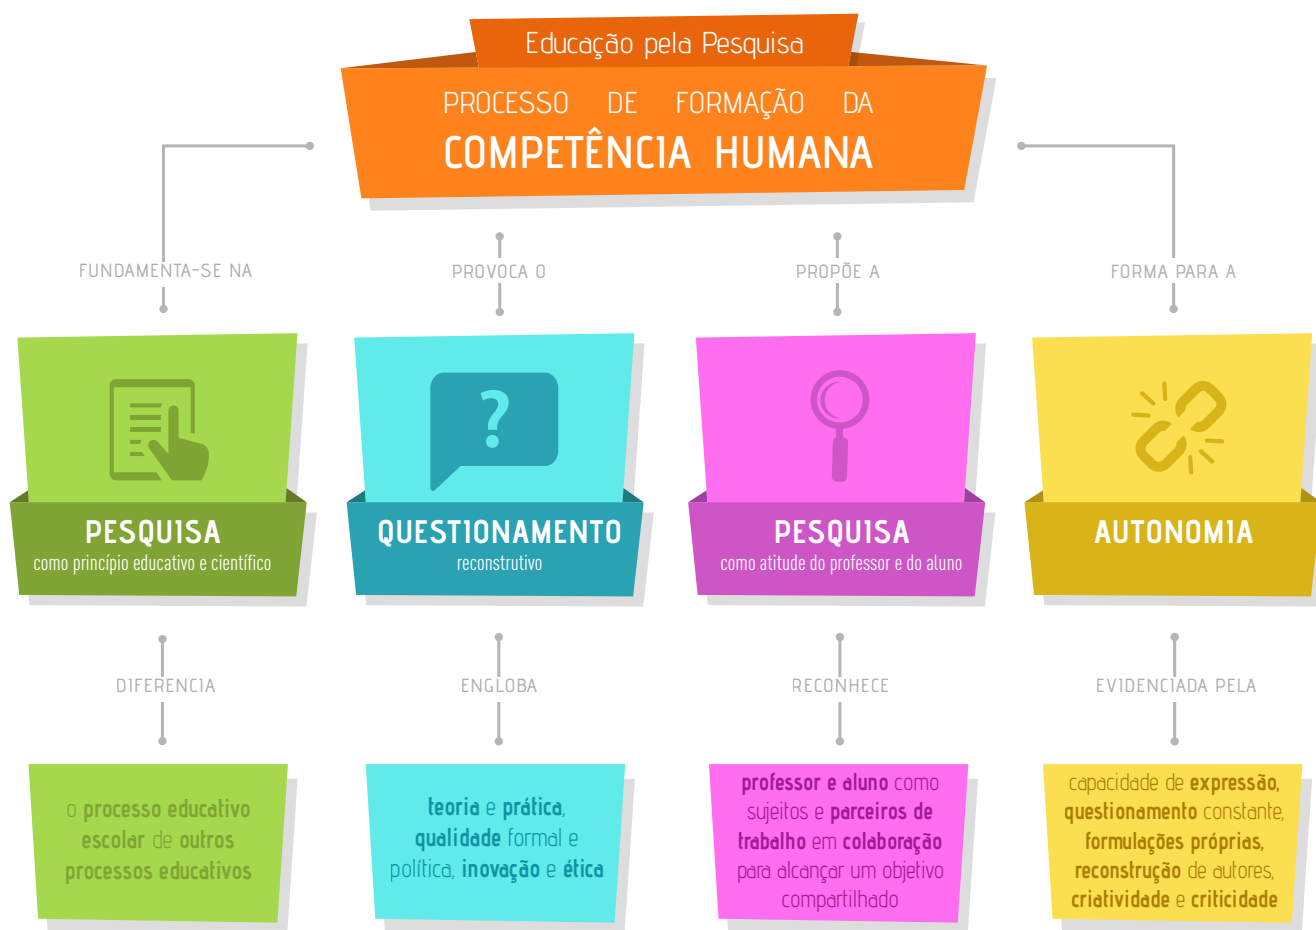 Educação pela Pesquisa
PROCESSO DE FORMAÇÃO DA
COMPETÊNCIA HUMANA
FUNDAMENTA-SE NA
PROVOCA O
PROPÕE A
FORMA PARA A
?
PESQUISA
como princípio educativo e científico
QUESTIONAMENTO
reconstrutivo
PESQUISA
como atitude do professor e do aluno
AUTONOMIA
DIFERENCIA
ENGLOBA
RECONHECE
EVIDENCIADA PELA
o processo educativo
escolar de outros
processos educativos
teoria e prática,
qualidade formal e
política, inovação e ética
professor e aluno como
sujeitos e parceiros de
trabalho em colaboração
para alcançar um objetivo
compartilhado
capacidade de expressão,
questionamento constante,
formulações próprias,
reconstrução de autores,
criatividade e criticidade